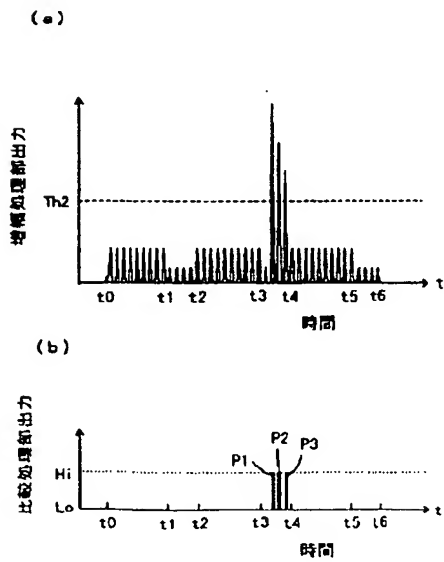 (a)
増幅処理部出力
Th2
t0 t1 t2 t3 t4 t5 t6
t
時間
(b)
比較処理部出力
P1 P2 P3
Hi
Lo
t0 t1 t2 t3 t4 t5 t6
t
時間